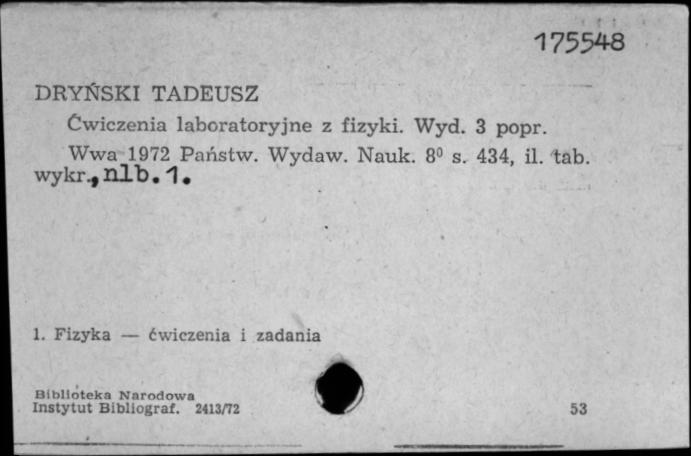 175548
DRYŃSKI TADEUSZ
Ćwiczenia laboratoryjne z fizyki. Wyd. 3 popr.
Wwa 1972 Państw. Wydaw. Nauk. 8⁰ s. 434, il. tab.
wykr., nlb. 1.
1. Fizyka — ćwiczenia i zadania
Biblioteka Narodowa
Instytut Bibliograf. 2413/72
53